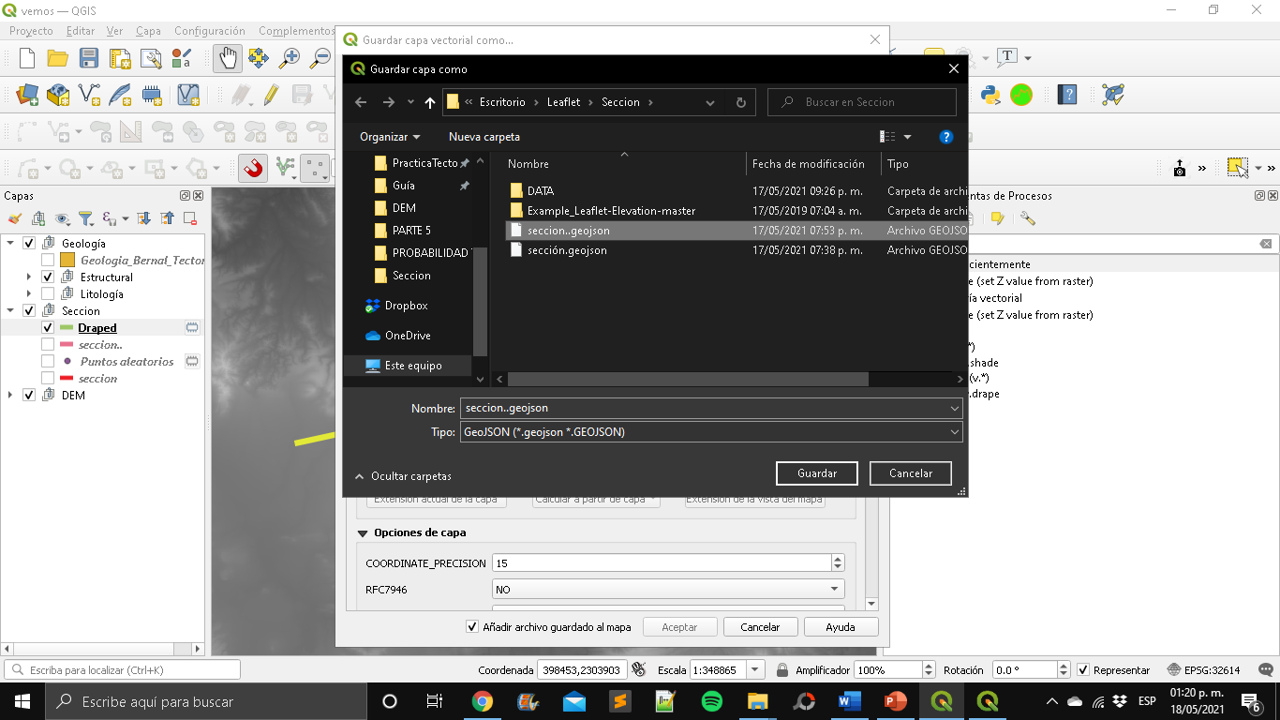 vemos — QGIS
Proyecto Editar Ver Capa Configuración Complementos
Guardar capa vectorial como...
Guardar capa como
« Escritorio > Leaflet > Seccion >
Buscar en Seccion
Organizar Nueva carpeta
PracticaTecto
Guía
DEM
PARTE 5
PROBABILIDAD
Seccion
Dropbox
OneDrive
Este equipo
Nombre Fecha de modificación Tipo
DATA 17/05/2021 09:26 p. m. Carpeta de archi
Example_Leaflet-Elevation-master 17/05/2019 07:04 a. m. Carpeta de archi
seccion..geojson 17/05/2021 07:53 p. m. Archivo GEOJSO
sección.geojson 17/05/2021 07:38 p. m. Archivo GEOJSO
Nombre: seccion..geojson
Tipo: GeoJSON (*.geojson *.GEOJSON)
Ocultar carpetas
Guardar Cancelar
Capas
Geología
Geologia_Bernal_Tector
Estructural
Litología
Seccion
Draped
seccion..
Puntos aleatorios
seccion
DEM
ntas de Procesos
cientemente
e (set Z value from raster)
ía vectorial
e (set Z value from raster)
*)
.shade
(v.*)
.drape
Extensión actual de la capa Calcular a partir de capa Extensión de la vista del mapa
Opciones de capa
COORDINATE_PRECISION 15
RFC7946 NO
Añadir archivo guardado al mapa Aceptar Cancelar Ayuda
Escriba para localizar (Ctrl+K) Coordenada 398453,2303903 Escala 1:348865 Amplificador 100% Rotación 0.0 ° Representar EPSG:32614
Escribe aquí para buscar
ESP
01:20 p. m.
18/05/2021
6